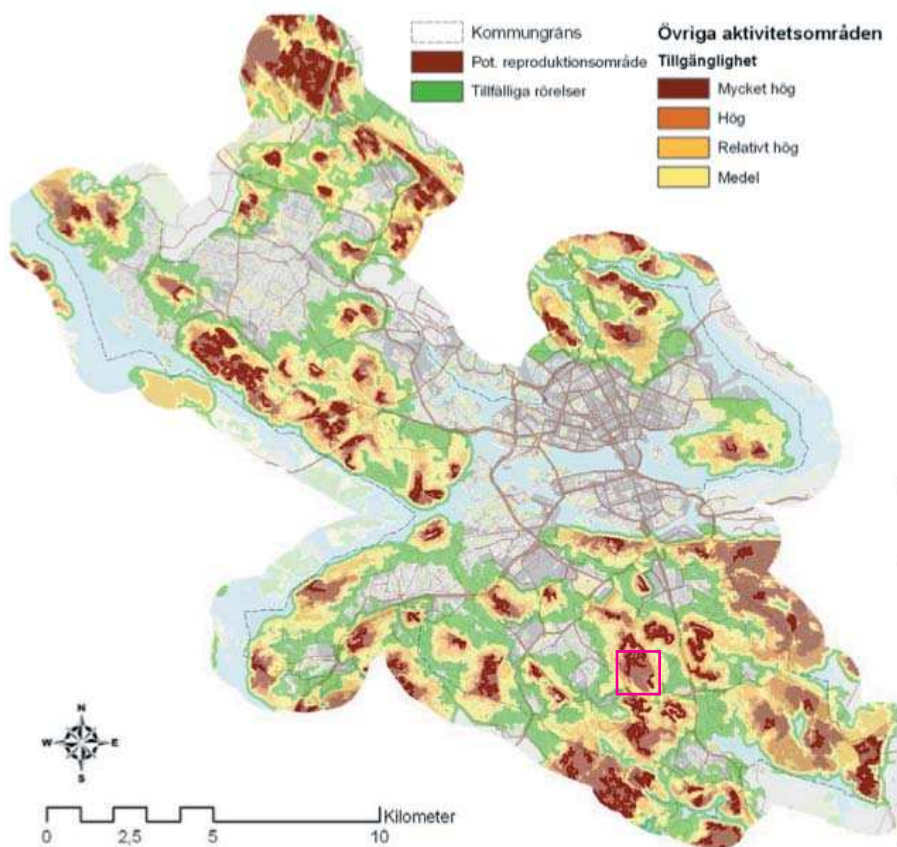 Kommungräns
Pot. reproduktionsområde
Tillfälliga rörelser
Övriga aktivitetsområden
Tillgänglighet
Mycket hög
Hög
Relativt hög
Medel
N
W E
S
Kilometer
0 2,5 5 10